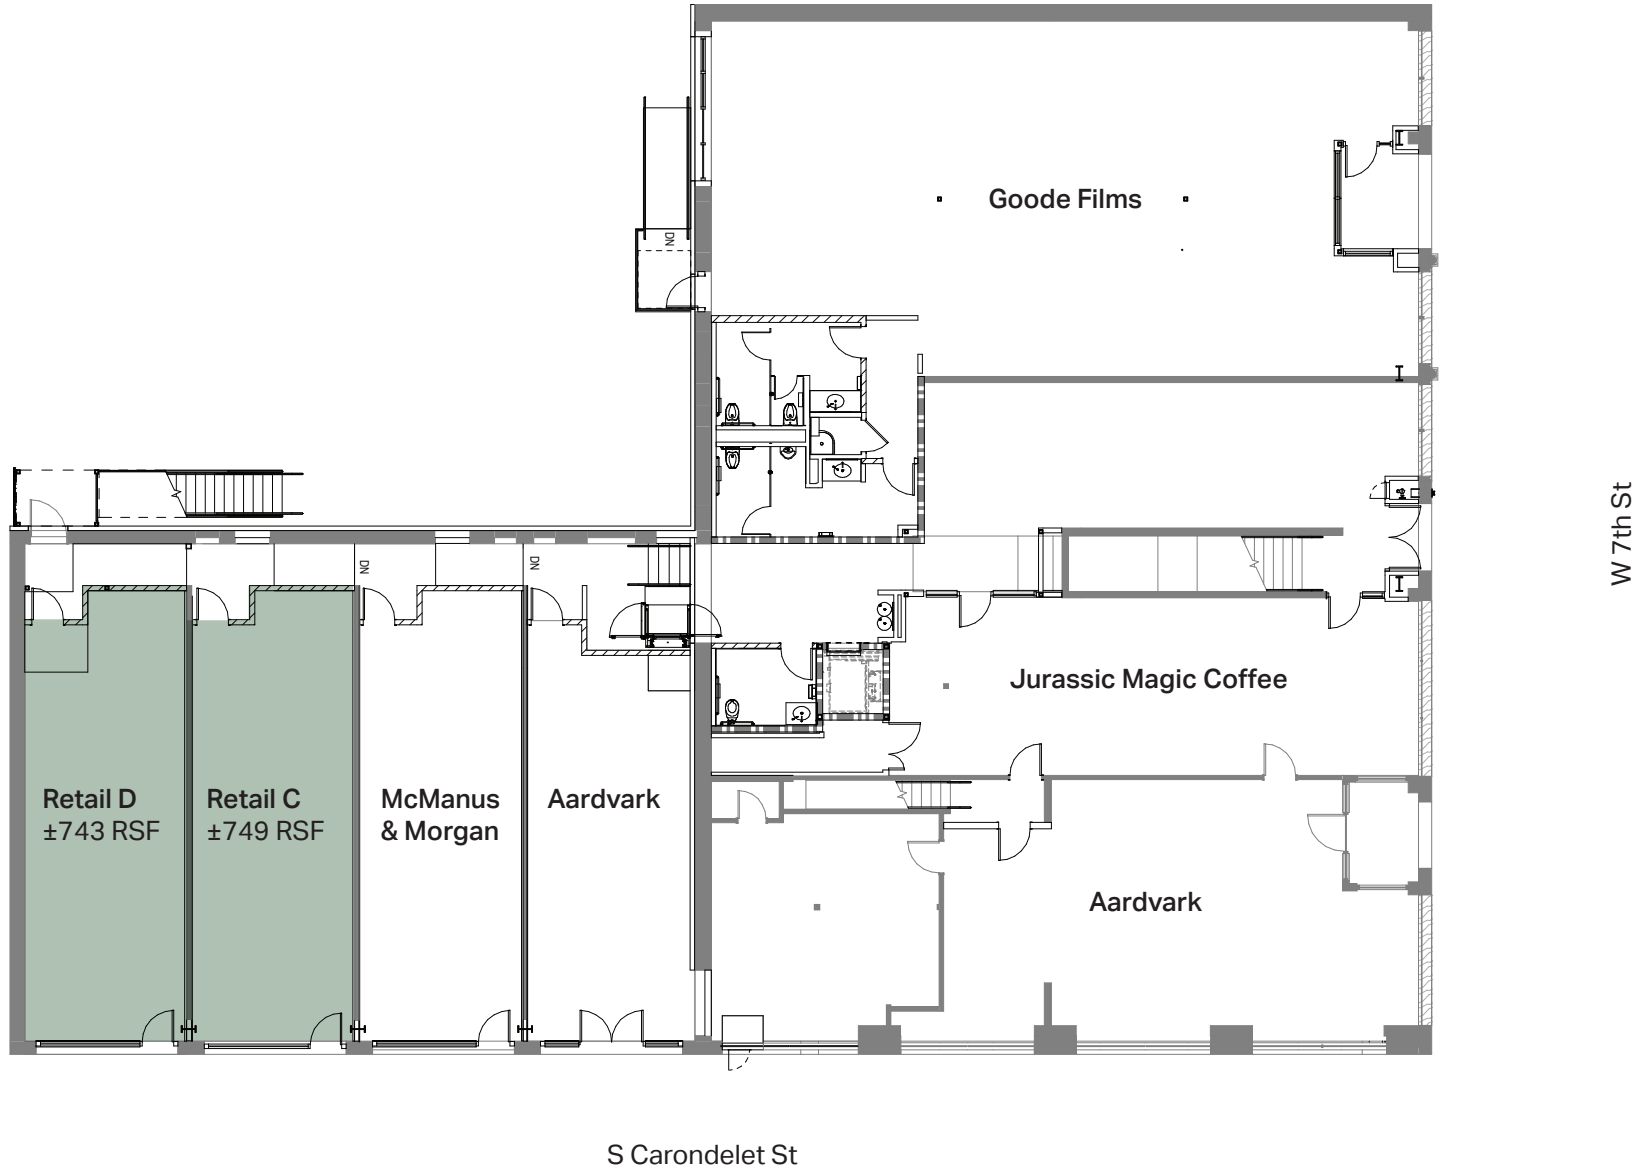 Goode Films
DN
W 7th St
DN
DN
Jurassic Magic Coffee
Retail D
±743 RSF
Retail C
±749 RSF
McManus
& Morgan
Aardvark
Aardvark
S Carondelet St